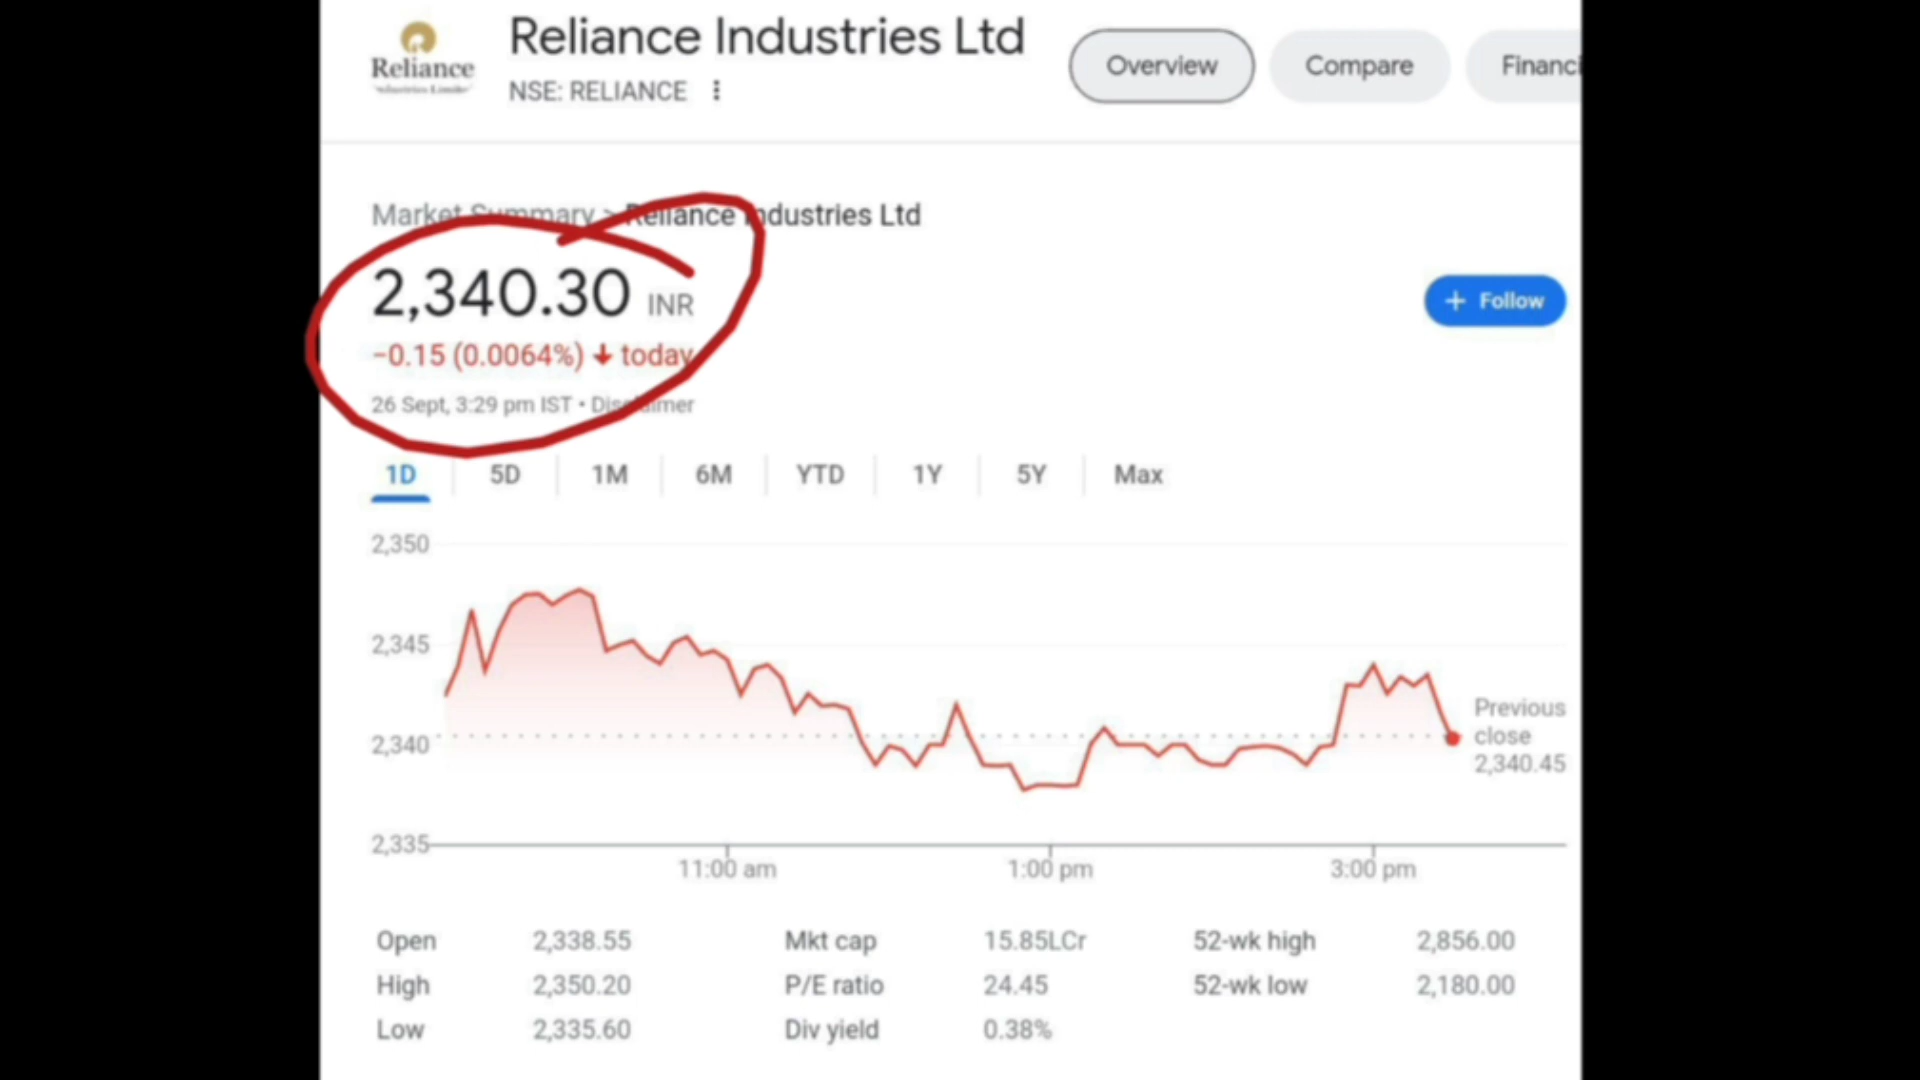 Reliance Industries Ltd
Reliance
Industries Limited
NSE: RELIANCE
Overview
Compare
Financi
Market Summary > Reliance Industries Ltd
2,340.30 INR
−0.15 (0.0064%) ↓ today
26 Sept, 3:29 pm IST • Disclaimer
+ Follow
1D 5D 1M 6M YTD 1Y 5Y Max
2,350
2,345
2,340
2,335
Previous
close
2,340.45
11:00 am 1:00 pm 3:00 pm
Open 2,338.55 Mkt cap 15.85LCr 52-wk high 2,856.00
High 2,350.20 P/E ratio 24.45 52-wk low 2,180.00
Low 2,335.60 Div yield 0.38%